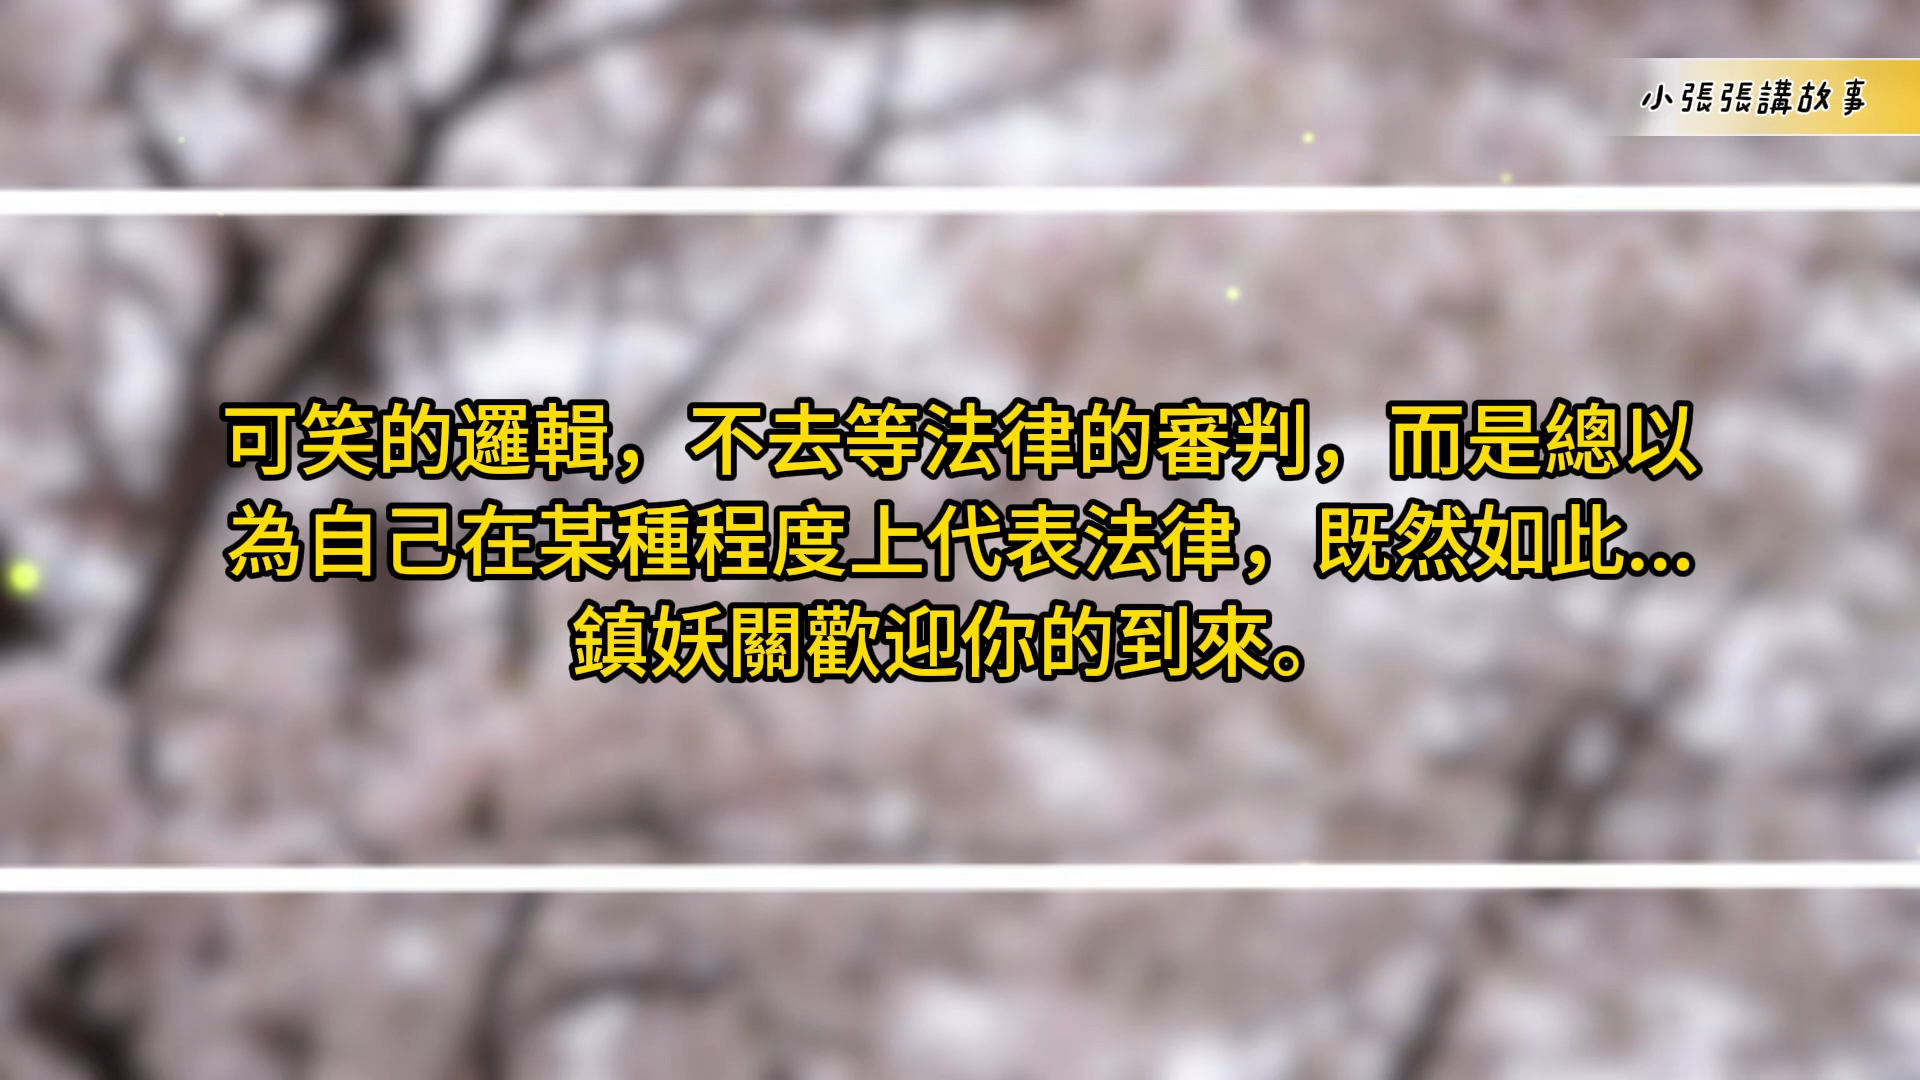 小張張講故事
可笑的邏輯，不去等法律的審判，而是總以
為自己在某種程度上代表法律，既然如此...
鎮妖關歡迎你的到來。